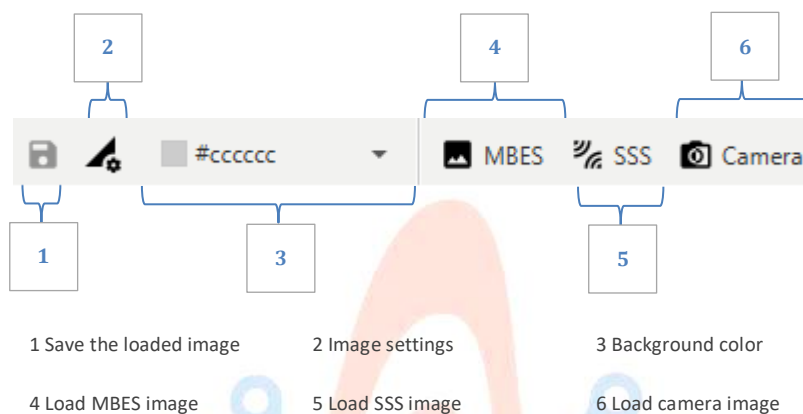 2 4 6
#cccccc MBES SSS Camera
1 3 5
1 Save the loaded image 2 Image settings 3 Background color
4 Load MBES image 5 Load SSS image 6 Load camera image